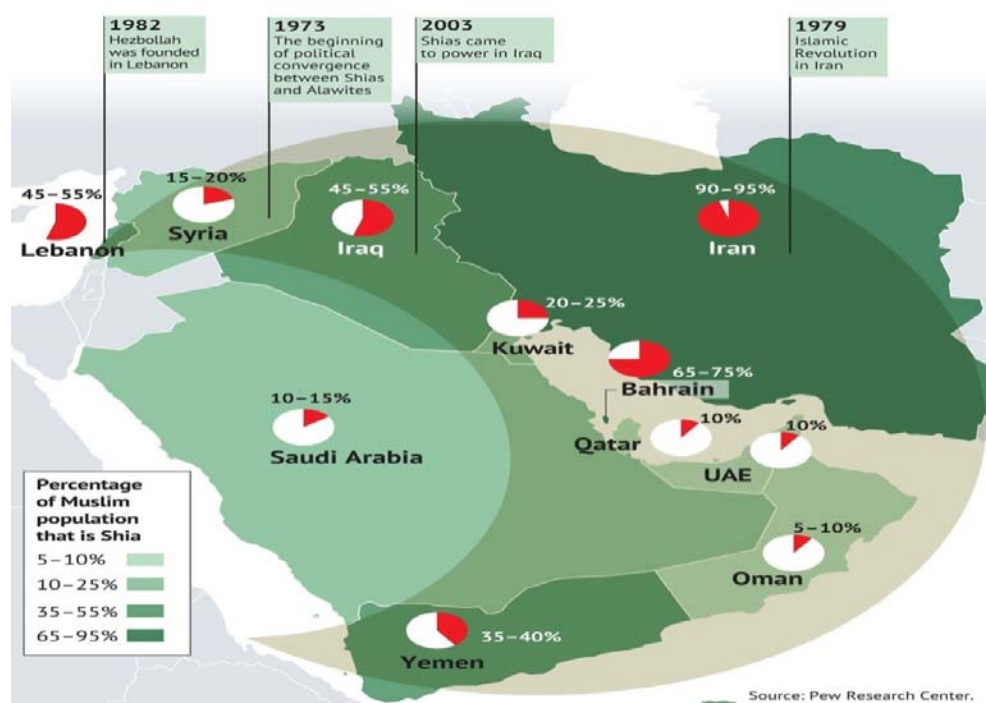 1982
Hezbollah
was founded
in Lebanon
1973
The beginning
of political
convergence
between Shias
and Alawites
2003
Shias came
to power in Iraq
1979
Islamic
Revolution
in Iran
45–55%
Lebanon
15–20%
Syria
45–55%
Iraq
90–95%
Iran
20–25%
Kuwait
65–75%
Bahrain
10–15%
Saudi Arabia
Qatar
10%
10%
UAE
5–10%
Oman
35–40%
Yemen
Percentage
of Muslim
population
that is Shia
5–10%
10–25%
35–55%
65–95%
Source: Pew Research Center.